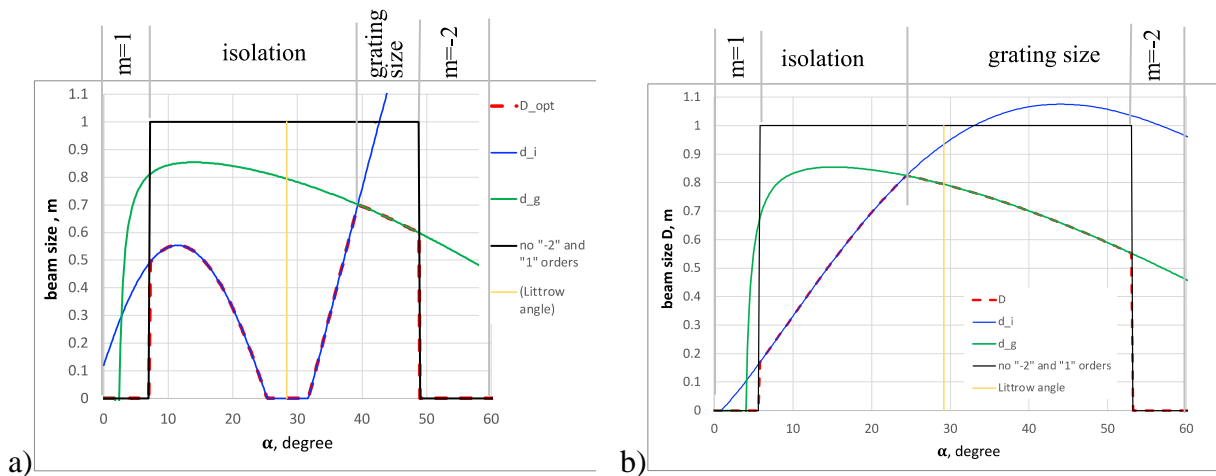 m=1
isolation
grating
size
m=-2
1.1
1
0.9
0.8
0.7
0.6
0.5
0.4
0.3
0.2
0.1
0
beam size , m
0 10 20 30 40 50 60
α, degree
D_opt
d_i
d_g
no "-2" and
"1" orders
(Littrow
angle)
a)
m=1
isolation
grating size
m=-2
1.1
1
0.9
0.8
0.7
0.6
0.5
0.4
0.3
0.2
0.1
0
beam size D, m
0 10 20 30 40 50 60
α, degree
D
d_i
d_g
no "-2" and "1" orders
Littrow angle
b)